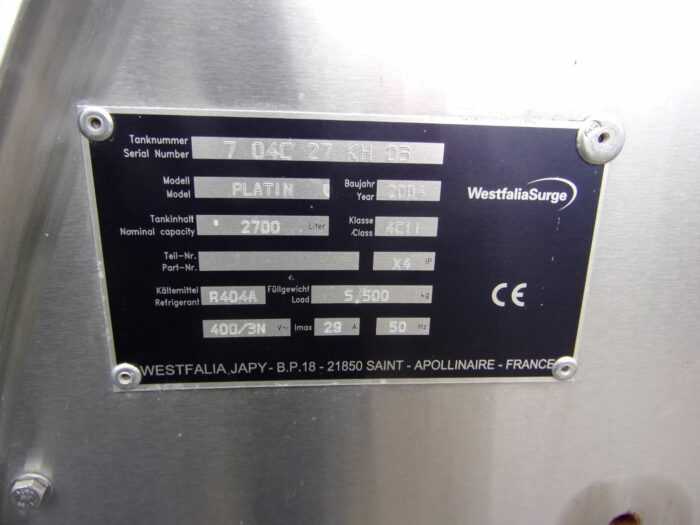 Tanknummer
Serial Number 7 04C 27 KH 03
Modell
Model PLATIN
Baujahr
Year 2004
WestfaliaSurge
Tankinhalt
Nominal capacity 2700 Liter
Klasse
Class 4CII
Teil-Nr.
Part-Nr. X4 IP
Kältemittel
Refrigerant R404A
Füllgewicht
Load 5,500 kg
CE
400/3N V~ Imax 29 A 50 Hz
WESTFALIA JAPY - B.P.18 - 21850 SAINT - APOLLINAIRE - FRANCE